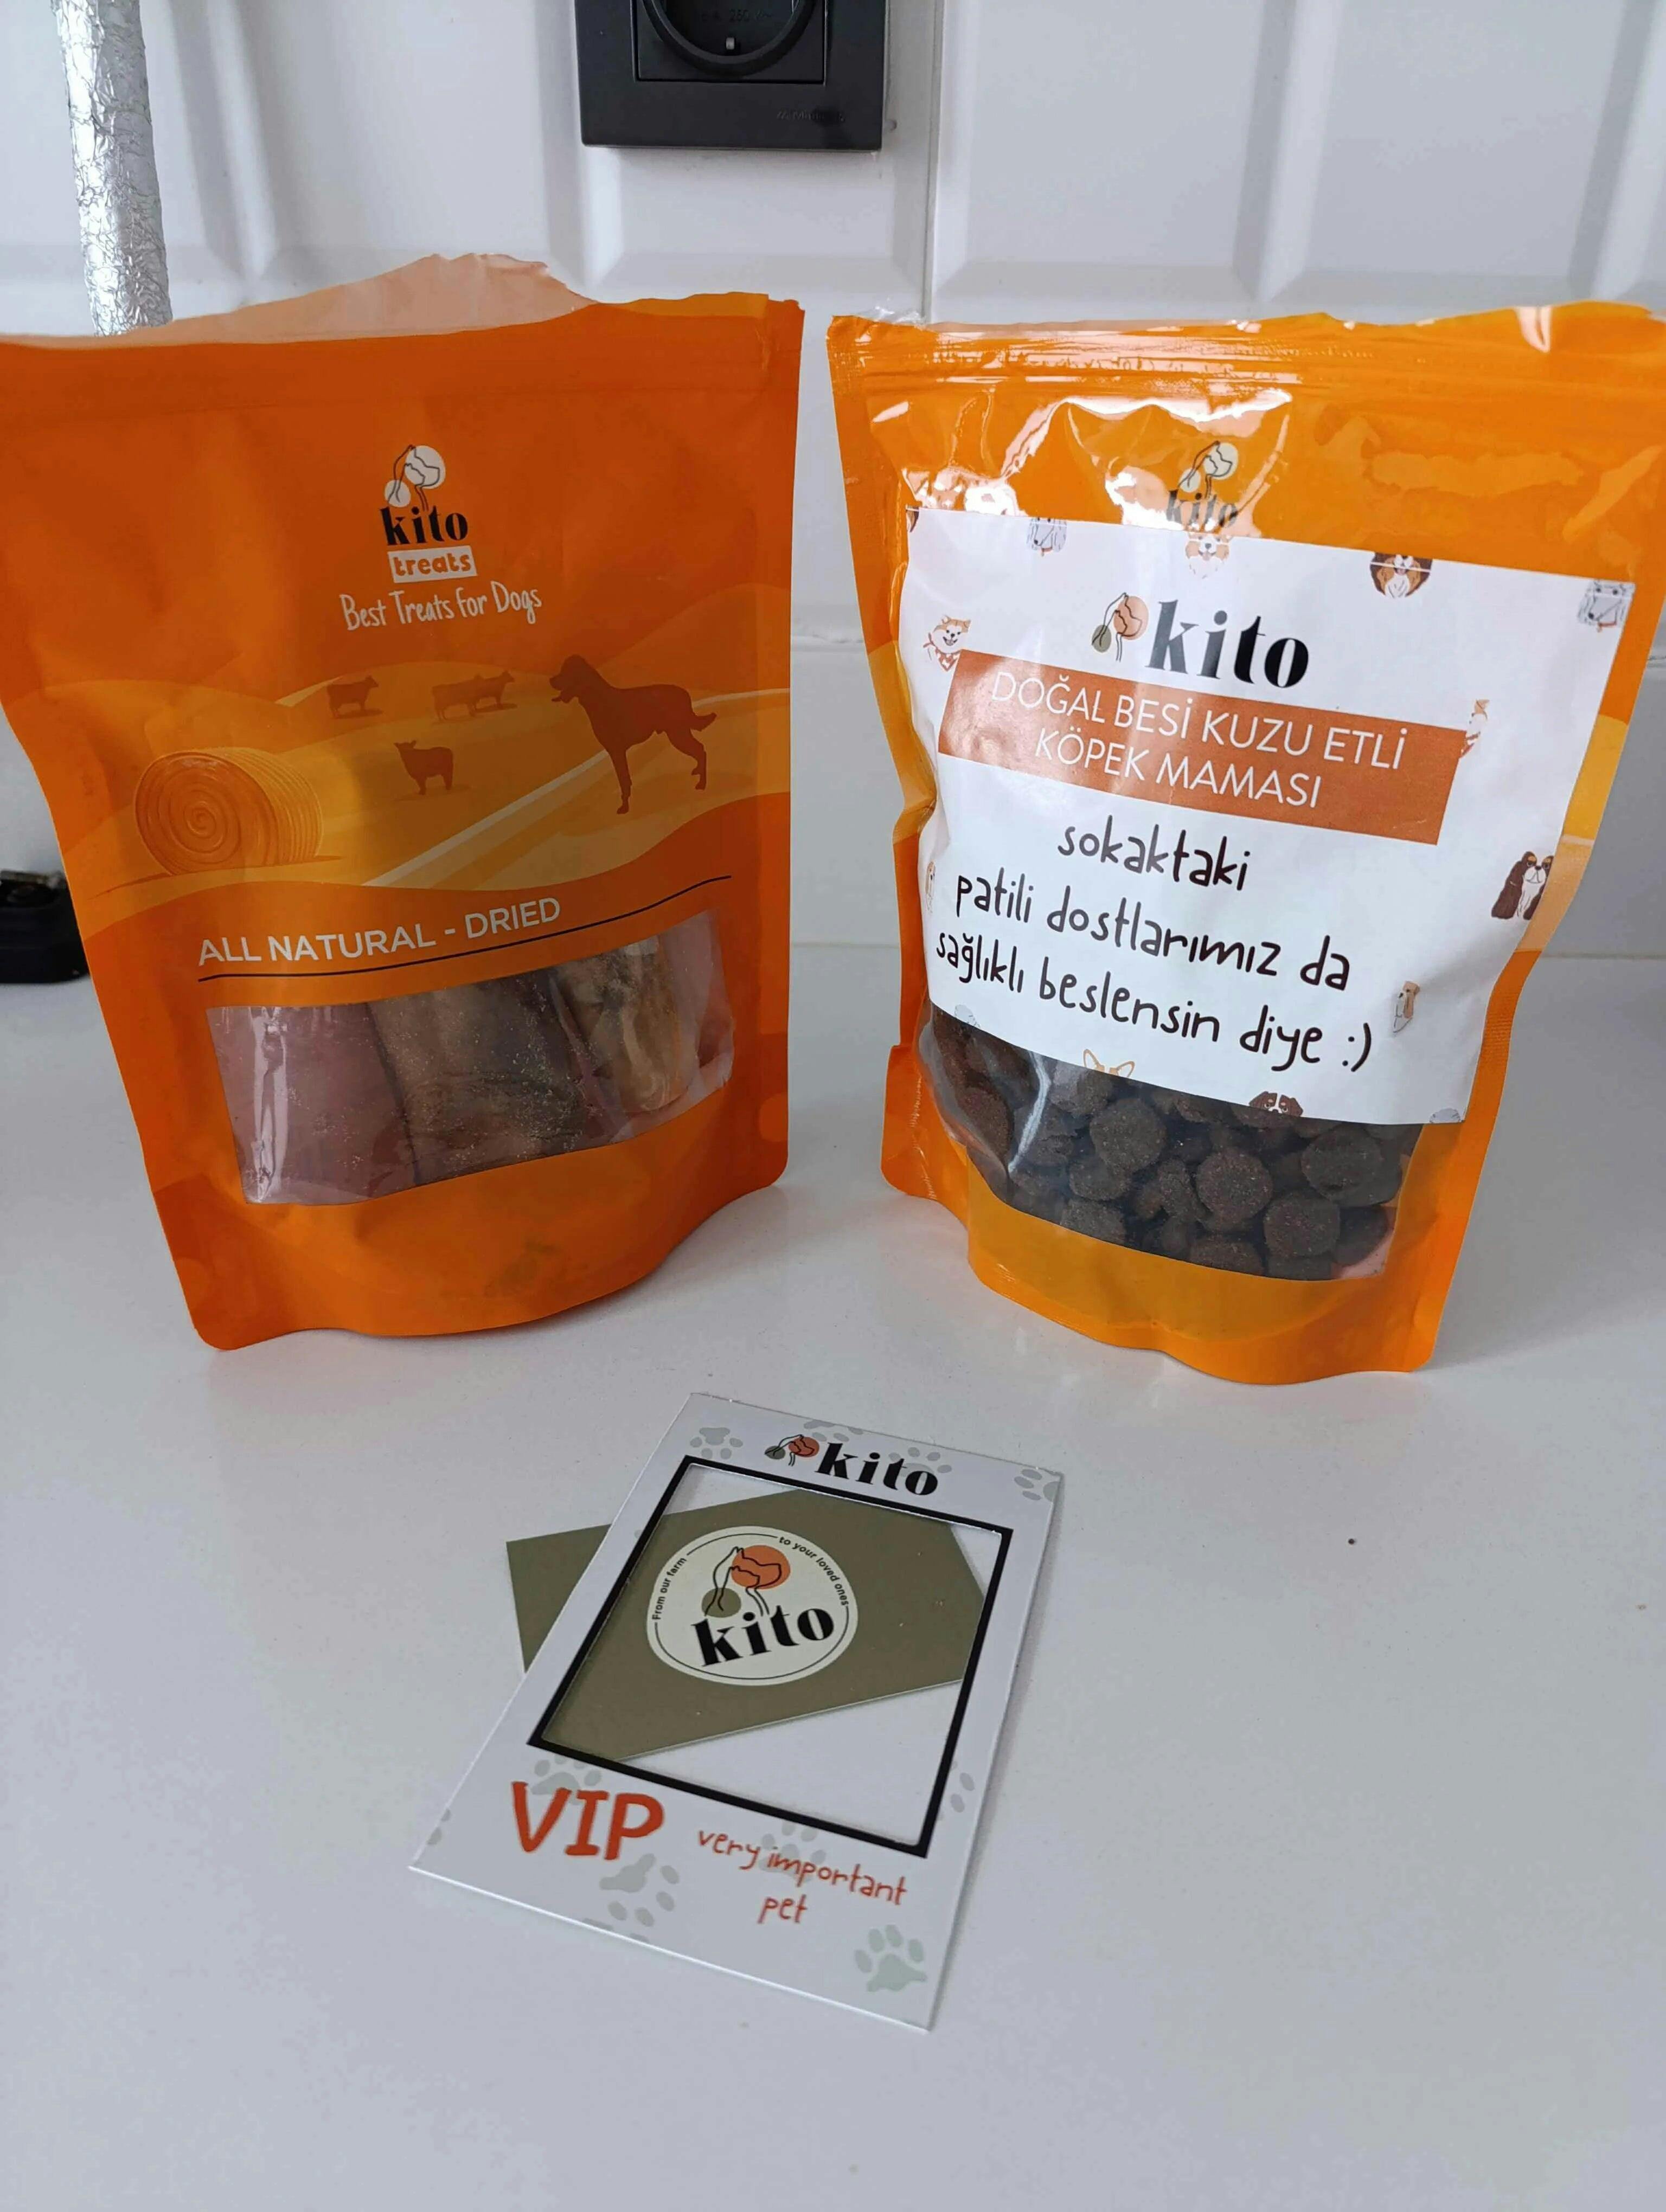 kito
treats
Best Treats for Dogs
ALL NATURAL - DRIED
kito
kito
DOĞAL BESİ KUZU ETLİ
KÖPEK MAMASI
sokaktaki
patili dostlarımız da
sağlıklı beslensin diye :)
kito
From our farm
to your loved ones
kito
VIP
very important
pet